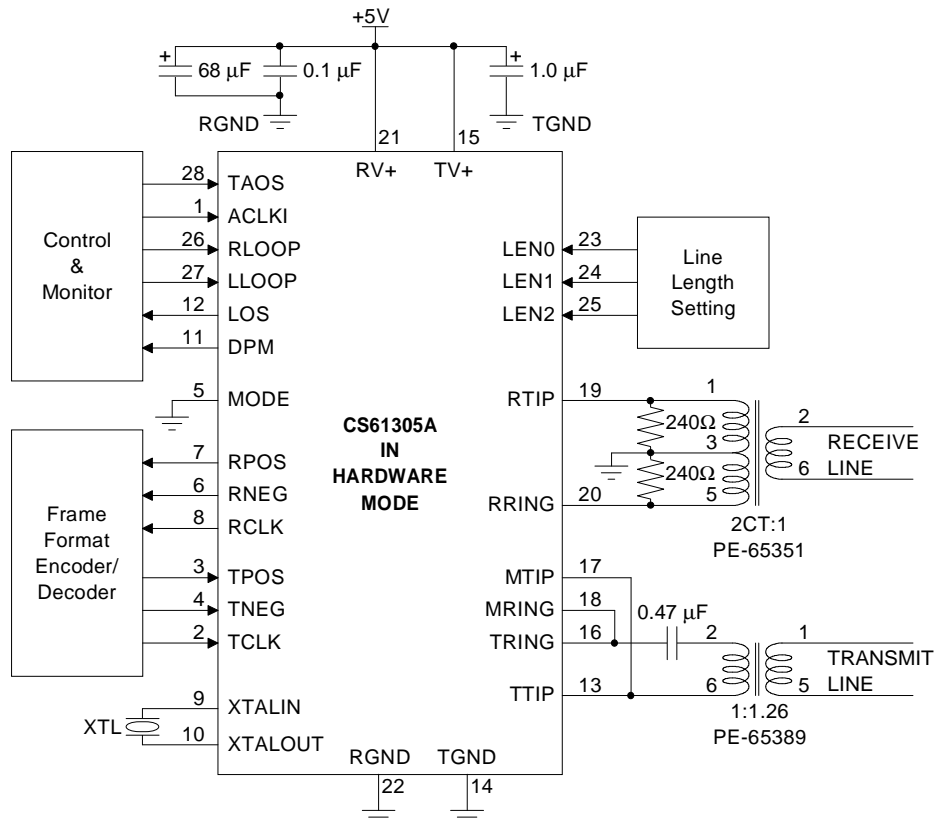 +5V
+
68 µF
0.1 µF
+
1.0 µF
RGND
TGND
21
15
RV+
TV+
Control
&
Monitor
28
TAOS
1
ACLKI
26
RLOOP
27
LLOOP
12
LOS
11
DPM
5
MODE
Frame
Format
Encoder/
Decoder
7
RPOS
6
RNEG
8
RCLK
3
TPOS
4
TNEG
2
TCLK
XTL
9
XTALIN
10
XTALOUT
CS61305A
IN
HARDWARE
MODE
RGND
TGND
22
14
LEN0
23
LEN1
24
LEN2
25
Line
Length
Setting
RTIP
19
1
240Ω
3
240Ω
RRING
20
5
2
RECEIVE
LINE
6
2CT:1
PE-65351
MTIP
17
MRING
18
0.47 µF
TRING
16
2
1
TRANSMIT
LINE
TTIP
13
6
5
1:1.26
PE-65389